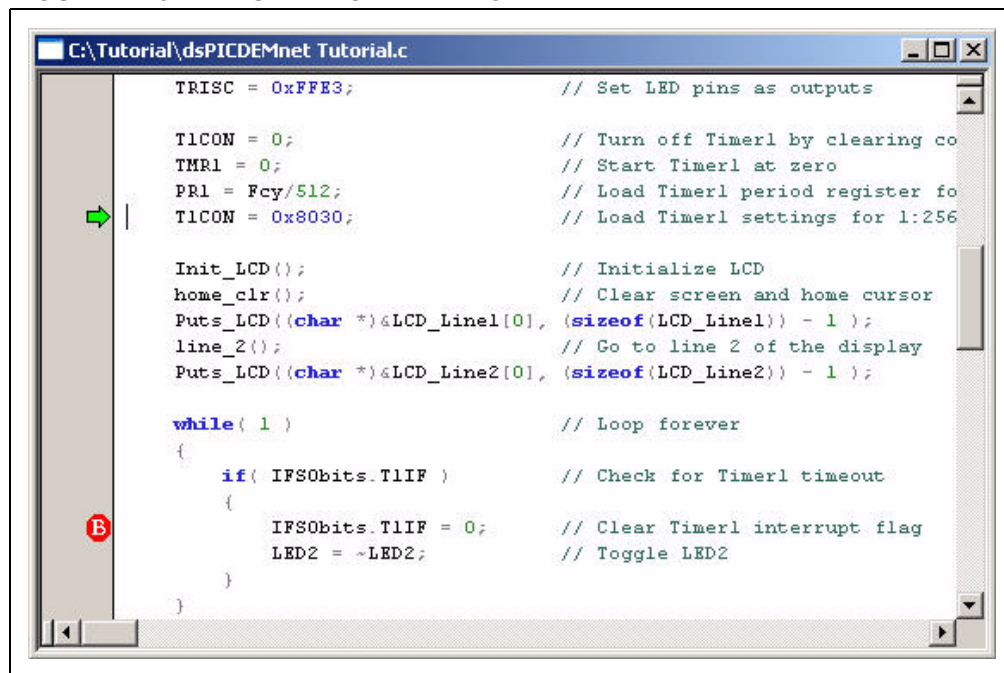 C:\Tutorial\dsPICDEMnet Tutorial.c
TRISC = 0xFFE3; // Set LED pins as outputs
T1CON = 0; // Turn off Timer1 by clearing co
TMR1 = 0; // Start Timer1 at zero
PR1 = Fcy/512; // Load Timer1 period register fo
T1CON = 0x8030; // Load Timer1 settings for 1:256
Init_LCD(); // Initialize LCD
home_clr(); // Clear screen and home cursor
Puts_LCD((char *)&LCD_Line1[0], (sizeof(LCD_Line1)) - 1 );
line_2(); // Go to line 2 of the display
Puts_LCD((char *)&LCD_Line2[0], (sizeof(LCD_Line2)) - 1 );
while( 1 ) // Loop forever
{
if( IFS0bits.T1IF ) // Check for Timer1 timeout
{
B IFS0bits.T1IF = 0; // Clear Timer1 interrupt flag
LED2 = ~LED2; // Toggle LED2
}
}